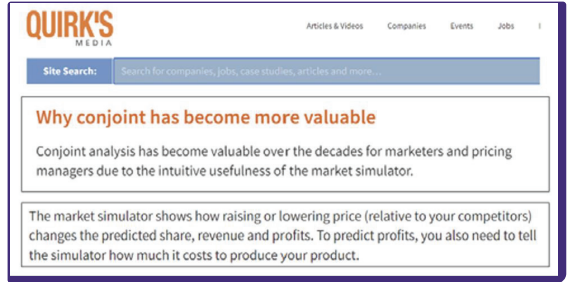 QUIRK'S
MEDIA
Articles & Videos Companies Events Jobs
Site Search: Search for companies, jobs, case studies, articles and more...
Why conjoint has become more valuable
Conjoint analysis has become valuable over the decades for marketers and pricing
managers due to the intuitive usefulness of the market simulator.
The market simulator shows how raising or lowering price (relative to your competitors)
changes the predicted share, revenue and profits. To predict profits, you also need to tell
the simulator how much it costs to produce your product.